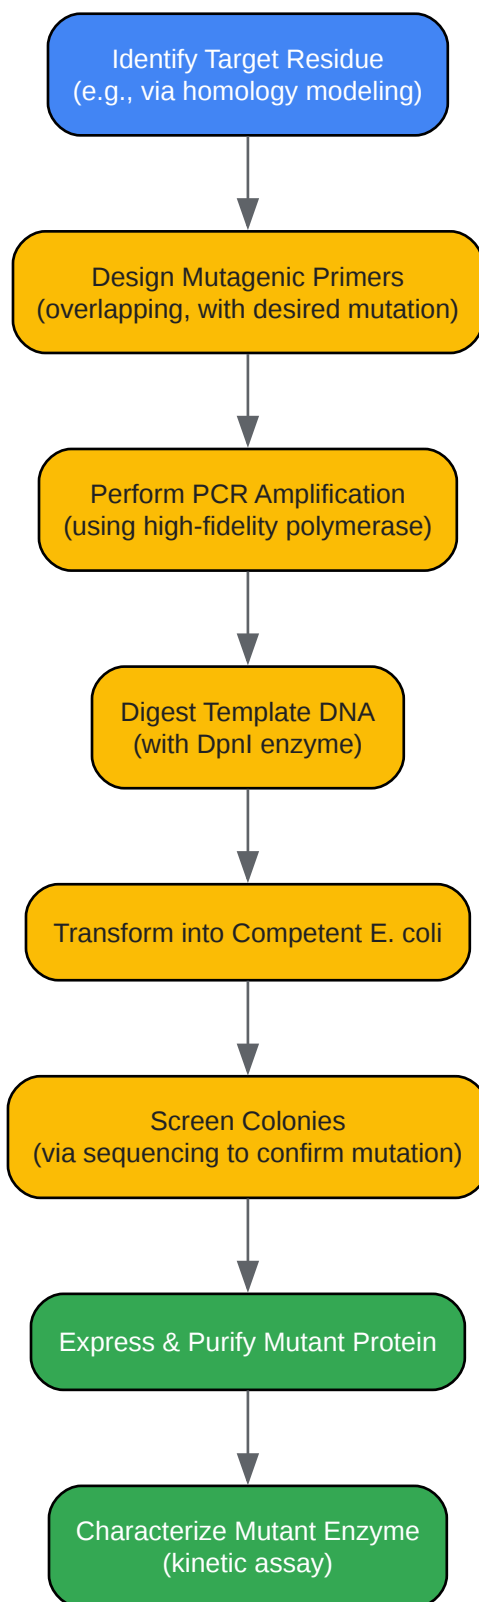 Identify Target Residue
(e.g., via homology modeling)
Design Mutagenic Primers
(overlapping, with desired mutation)
Perform PCR Amplification
(using high-fidelity polymerase)
Digest Template DNA
(with DpnI enzyme)
Transform into Competent E. coli
Screen Colonies
(via sequencing to confirm mutation)
Express & Purify Mutant Protein
Characterize Mutant Enzyme
(kinetic assay)